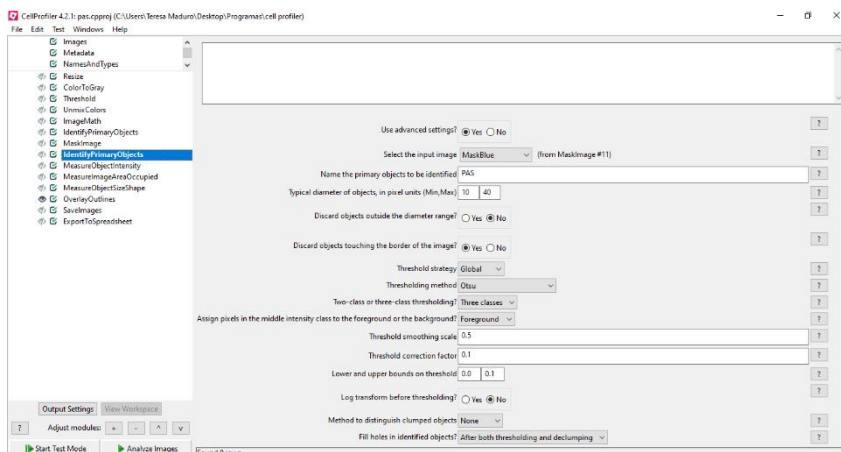 CellProfiler 4.2.1: pas.cpproj (C:\Users\Teresa Maduro\Desktop\Programas\cell profiler)
File Edit Test Windows Help
Images
Metadata
NamesAndTypes
Resize
ColorToGray
Threshold
UnmixColors
ImageMath
IdentifyPrimaryObjects
MaskImage
IdentifyPrimaryObjects
MeasureObjectIntensity
MeasureImageAreaOccupied
MeasureObjectSizeShape
OverlayOutlines
SaveImages
ExportToSpreadsheet
Output Settings View Workspace
? Adjust modules: + - ^ v
Start Test Mode Analyze Images
Use advanced settings? Yes No ?
Select the input image MaskBlue (from MaskImage #11) ?
Name the primary objects to be identified PAS ?
Typical diameter of objects, in pixel units (Min,Max) 10 40 ?
Discard objects outside the diameter range? Yes No ?
Discard objects touching the border of the image? Yes No ?
Threshold strategy Global ?
Thresholding method Otsu ?
Two-class or three-class thresholding? Three classes ?
Assign pixels in the middle intensity class to the foreground or the background? Foreground ?
Threshold smoothing scale 0.5 ?
Threshold correction factor 0.1 ?
Lower and upper bounds on threshold 0.0 0.1 ?
Log transform before thresholding? Yes No ?
Method to distinguish clumped objects None ?
Fill holes in identified objects? After both thresholding and declumping ?